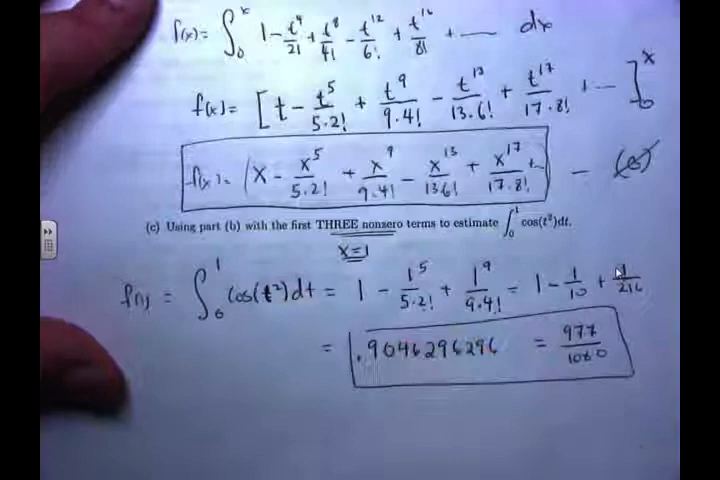 f(x) = ∫₀ˣ 1 - t⁴/2! + t⁸/4! - t¹²/6! + t¹⁶/8! + ---- dx
f(x) = [ t - t⁵/5·2! + t⁹/9·4! - t¹³/13·6! + t¹⁷/17·8! + --- ]₀ˣ
f(x) = (x - x⁵/5·2! + x⁹/9·4! - x¹³/13 6! + x¹⁷/17·8! + - (0)
(c) Using part (b) with the first THREE nonzero terms to estimate ∫₀¹ cos(t²)dt.
x=1
f(1) = ∫₀¹ cos(t²)dt = 1 - 1⁵/5·2! + 1⁹/9·4! = 1 - 1/10 + 1/216
= .9046296296 = 977/1080